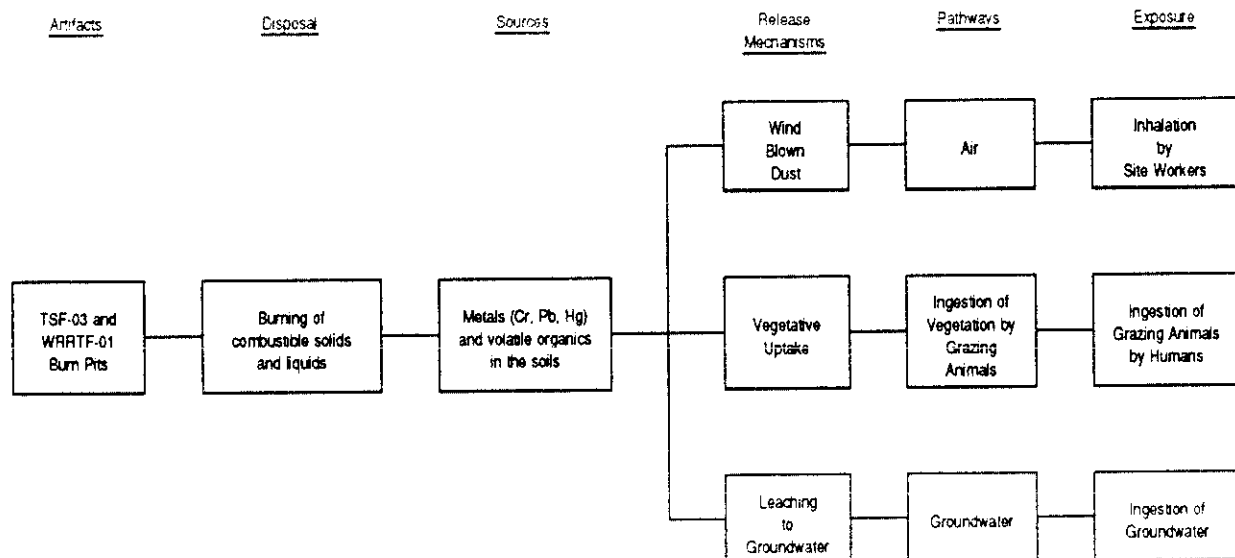 Artifacts
Disposal
Sources
Release
Mechanisms
Pathways
Exposure
Wind
Blown
Dust
Air
Inhalation
by
Site Workers
TSF-03 and
WRRTF-01
Burn Pits
Burning of
combustible solids
and liquids
Metals (Cr, Pb, Hg)
and volatile organics
in the soils
Vegetative
Uptake
Ingestion of
Vegetation by
Grazing
Animals
Ingestion of
Grazing Animals
by Humans
Leaching
to
Groundwater
Groundwater
Ingestion of
Groundwater